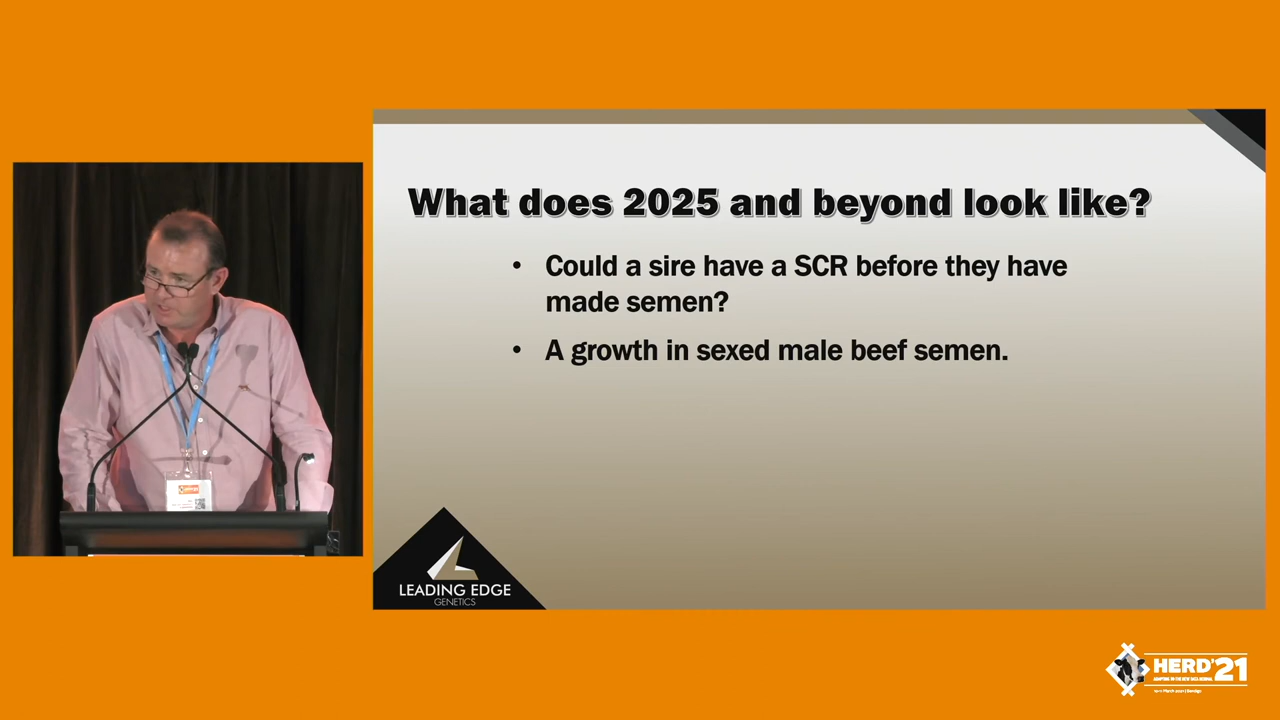 What does 2025 and beyond look like?
• Could a sire have a SCR before they have
made semen?
• A growth in sexed male beef semen.
LEADING EDGE
GENETICS
HERD'21